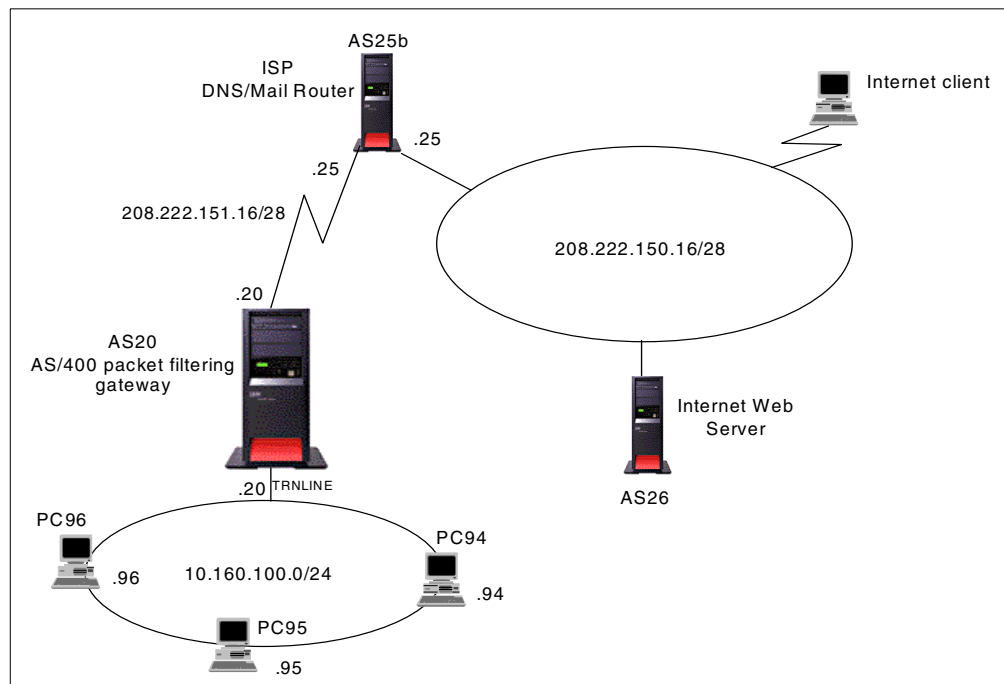 AS25b
ISP
DNS/Mail Router
Internet client
.25
.25
208.222.151.16/28
208.222.150.16/28
.20
AS20
AS/400 packet filtering
gateway
Internet Web
Server
.20
TRNLINE
AS26
PC96
PC94
10.160.100.0/24
.96
.94
PC95
.95